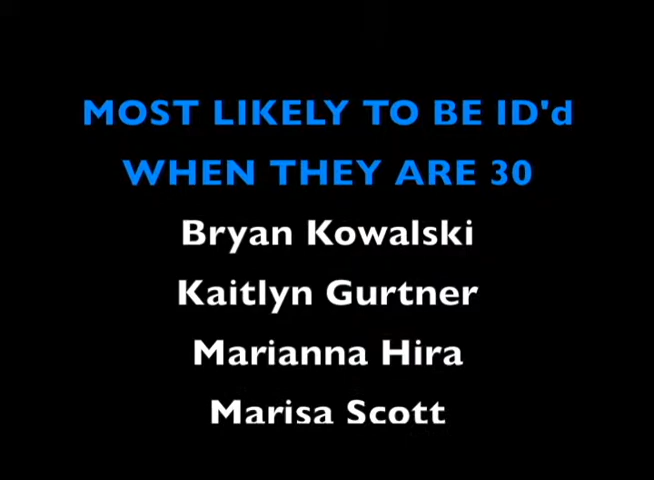 MOST LIKELY TO BE ID'd
WHEN THEY ARE 30
Bryan Kowalski
Kaitlyn Gurtner
Marianna Hira
Marisa Scott